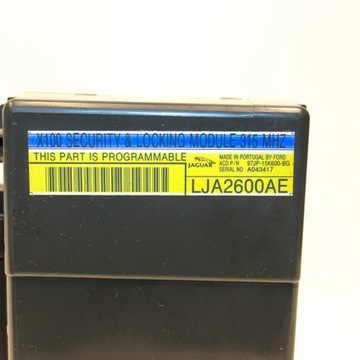 X100 SECURITY & LOCKING MODULE 315 MHZ
THIS PART IS PROGRAMMABLE
JAGUAR
MADE IN PORTUGAL BY FORD
ACD P/N 97JP-15K600-BG
SERIAL NO A043417
LJA2600AE